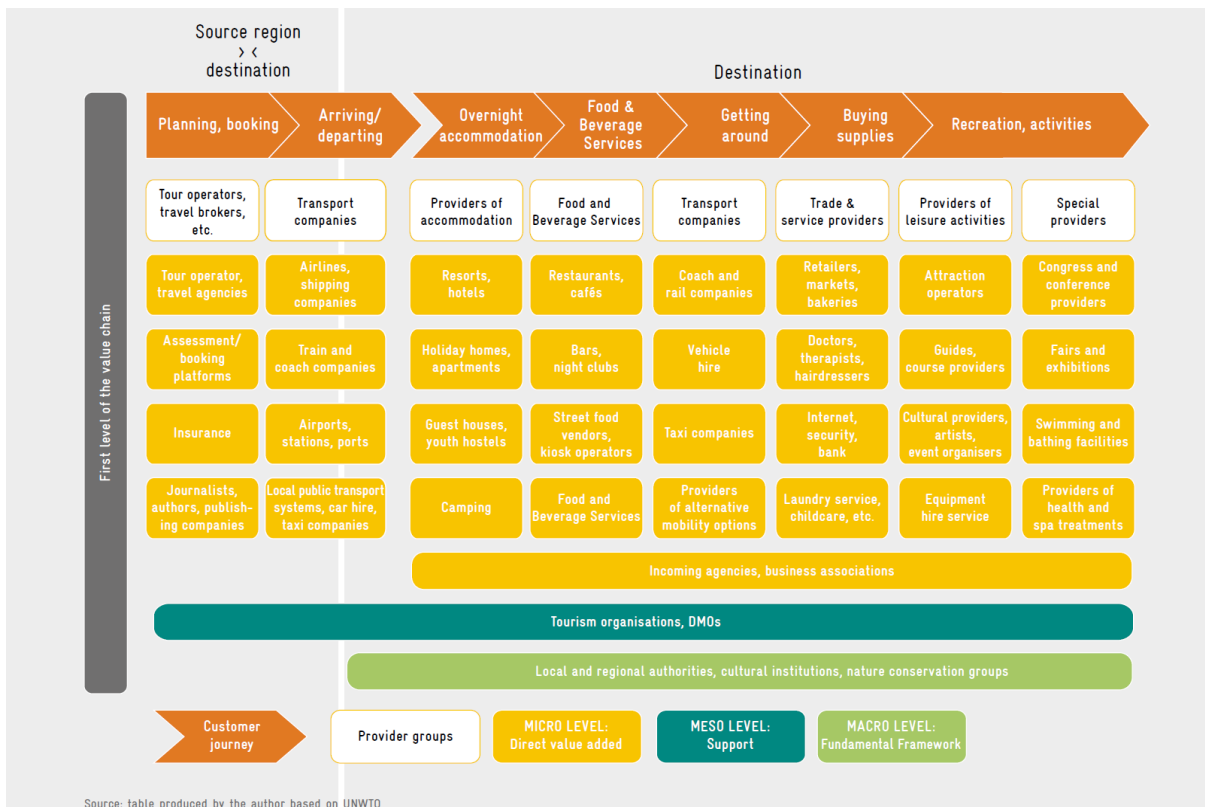 Source region
> <
destination
Destination
First level of the value chain
Planning, booking
Arriving/
departing
Overnight
accommodation
Food &
Beverage
Services
Getting
around
Buying
supplies
Recreation, activities
Tour operators,
travel brokers,
etc.
Transport
companies
Providers of
accommodation
Food and
Beverage Services
Transport
companies
Trade &
service providers
Providers of
leisure activities
Special
providers
Tour operator,
travel agencies
Airlines,
shipping
companies
Resorts,
hotels
Restaurants,
cafés
Coach and
rail companies
Retailers,
markets,
bakeries
Attraction
operators
Congress and
conference
providers
Assessment/
booking
platforms
Train and
coach companies
Holiday homes,
apartments
Bars,
night clubs
Vehicle
hire
Doctors,
therapists,
hairdressers
Guides,
course providers
Fairs and
exhibitions
Insurance
Airports,
stations, ports
Guest houses,
youth hostels
Street food
vendors,
kiosk operators
Taxi companies
Internet,
security,
bank
Cultural providers,
artists,
event organisers
Swimming and
bathing facilities
Journalists,
authors, publish-
ing companies
Local public transport
systems, car hire,
taxi companies
Camping
Food and
Beverage Services
Providers
of alternative
mobility options
Laundry service,
childcare, etc.
Equipment
hire service
Providers of
health and
spa treatments
Incoming agencies, business associations
Tourism organisations, DMOs
Local and regional authorities, cultural institutions, nature conservation groups
Customer
journey
Provider groups
MICRO LEVEL:
Direct value added
MESO LEVEL:
Support
MACRO LEVEL:
Fundamental Framework
Source: table produced by the author based on UNWTO